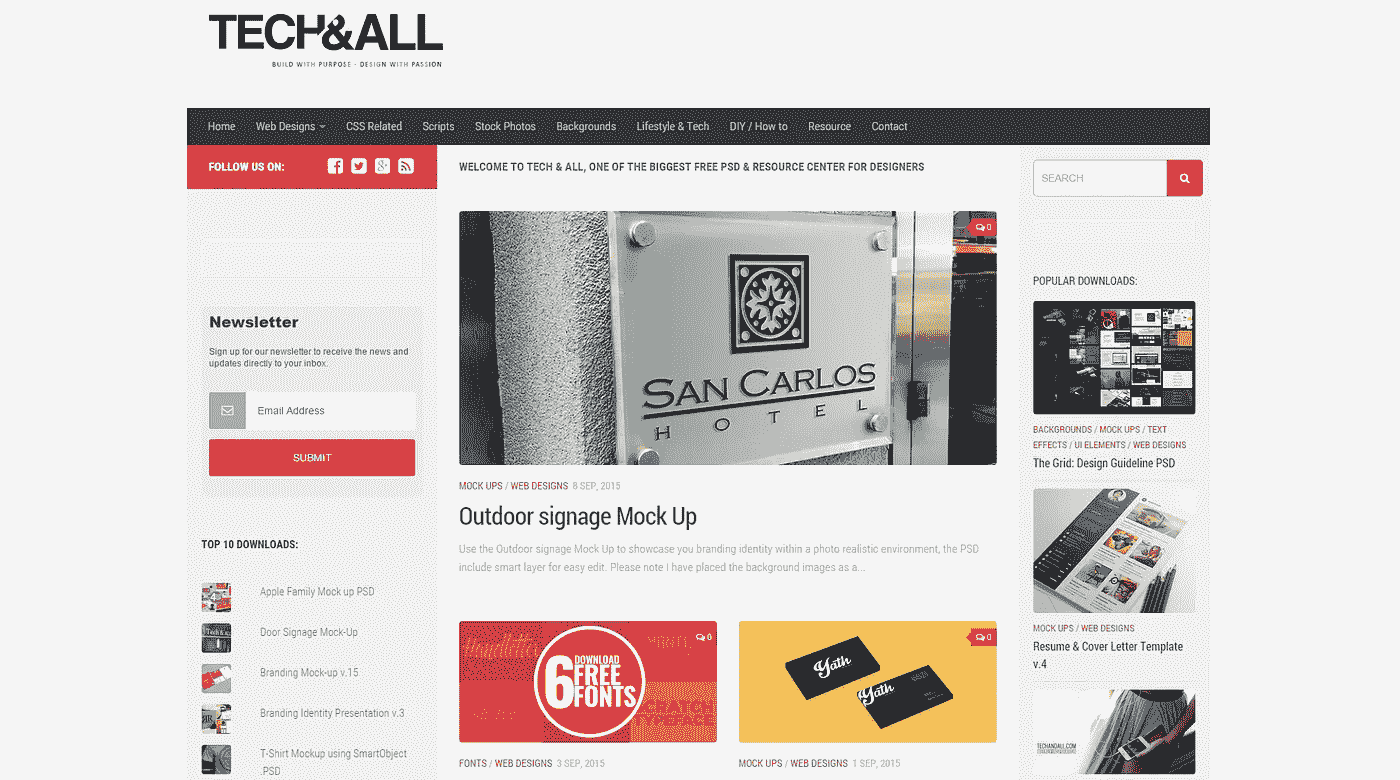 TECH&ALL
BUILD WITH PURPOSE - DESIGN WITH PASSION
Home Web Designs CSS Related Scripts Stock Photos Backgrounds Lifestyle & Tech DIY / How to Resource Contact
FOLLOW US ON:
Newsletter
Sign up for our newsletter to receive the news and
updates directly to your inbox.
Email Address
SUBMIT
TOP 10 DOWNLOADS:
Apple Family Mock up PSD
Door Signage Mock-Up
Branding Mock-up v.15
Branding Identity Presentation v.3
T-Shirt Mockup using SmartObject
.PSD
WELCOME TO TECH & ALL, ONE OF THE BIGGEST FREE PSD & RESOURCE CENTER FOR DESIGNERS
0
SAN CARLOS
HOTEL
MOCK UPS / WEB DESIGNS 8 SEP, 2015
Outdoor signage Mock Up
Use the Outdoor signage Mock Up to showcase you branding identity within a photo realistic environment, the PSD
include smart layer for easy edit. Please note I have placed the background images as a...
DOWNLOAD
6 FREE
FONTS
FONTS / WEB DESIGNS 3 SEP, 2015
0
Yath
Yath
MOCK UPS / WEB DESIGNS 1 SEP, 2015
SEARCH
POPULAR DOWNLOADS:
BACKGROUNDS / MOCK UPS / TEXT
EFFECTS / UI ELEMENTS / WEB DESIGNS
The Grid: Design Guideline PSD
MOCK UPS / WEB DESIGNS
Resume & Cover Letter Template
v.4
TECHANDALL.COM